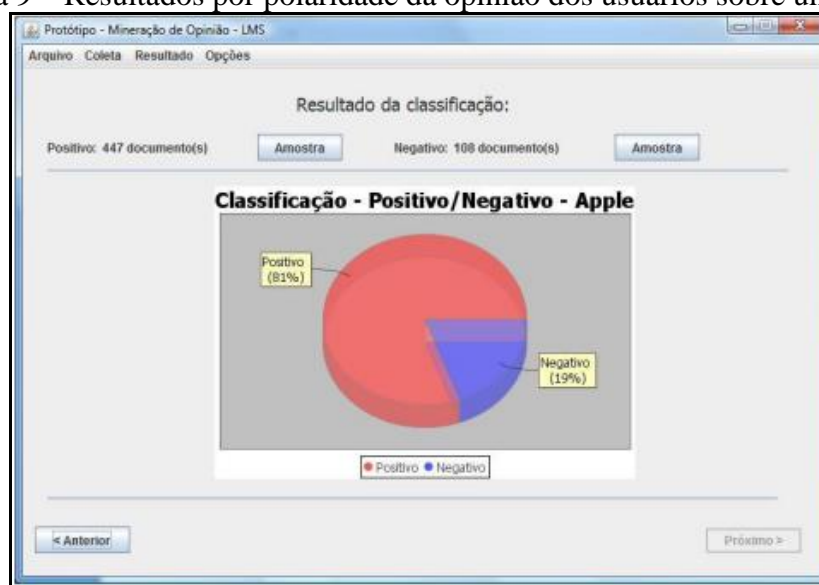 9 – Resultados por polaridade da opinião dos usuários sobre
Protótipo - Mineração de Opinião - LMS
Arquivo Coleta Resultado Opções
Resultado da classificação:
Positivo: 447 documento(s) Amostra Negativo: 108 documento(s) Amostra
Classificação - Positivo/Negativo - Apple
Positivo
(81%)
Negativo
(19%)
Positivo Negativo
< Anterior Próximo >